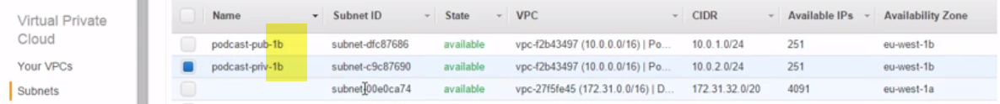 Virtual Private
Cloud
Your VPCs
Subnets
Name Subnet ID State VPC CIDR Available IPs Availability Zone
podcast-pub-1b subnet-dfc87686 available vpc-f2b43497 (10.0.0.0/16) | Po... 10.0.1.0/24 251 eu-west-1b
podcast-priv-1b subnet-c9c87690 available vpc-f2b43497 (10.0.0.0/16) | Po... 10.0.2.0/24 251 eu-west-1b
subnet-00e0ca74 available vpc-27f5fe45 (172.31.0.0/16) | D... 172.31.32.0/20 4091 eu-west-1a